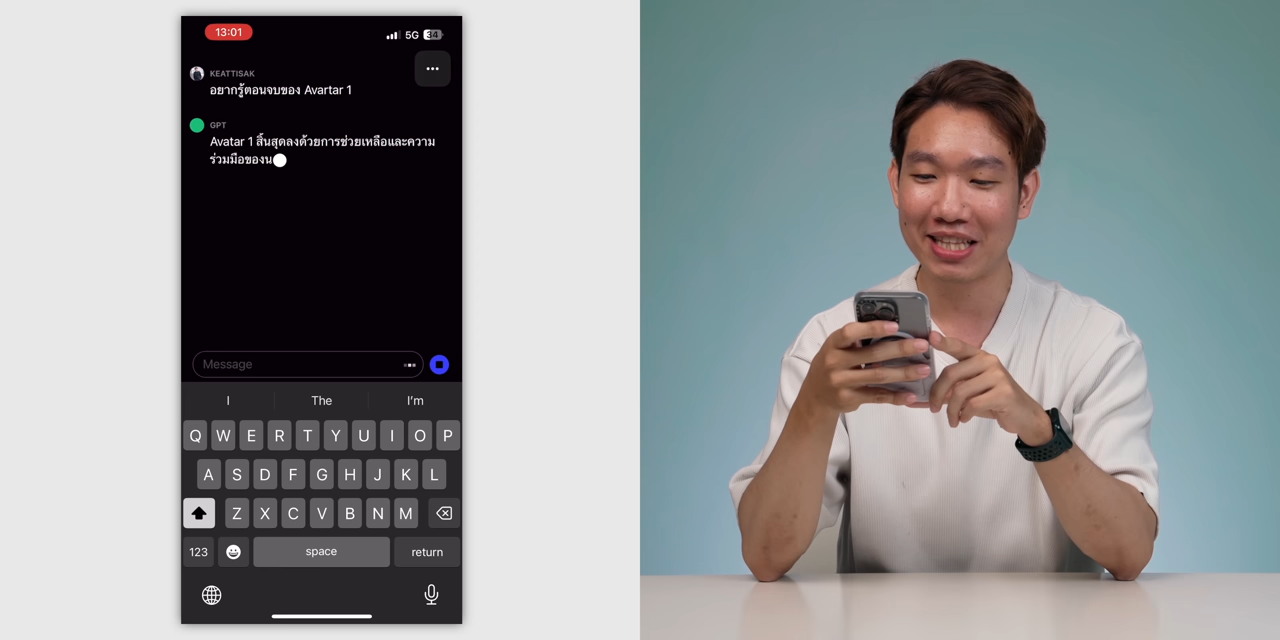 13:01
5G 34
KEATTISAK
อยากรู้ตอนจบของ Avartar 1
GPT
Avatar 1 สิ้นสุดลงด้วยการช่วยเหลือและความ
ร่วมมือของน
Message
I The I'm
Q W E R T Y U I O P
A S D F G H J K L
Z X C V B N M
123 space return